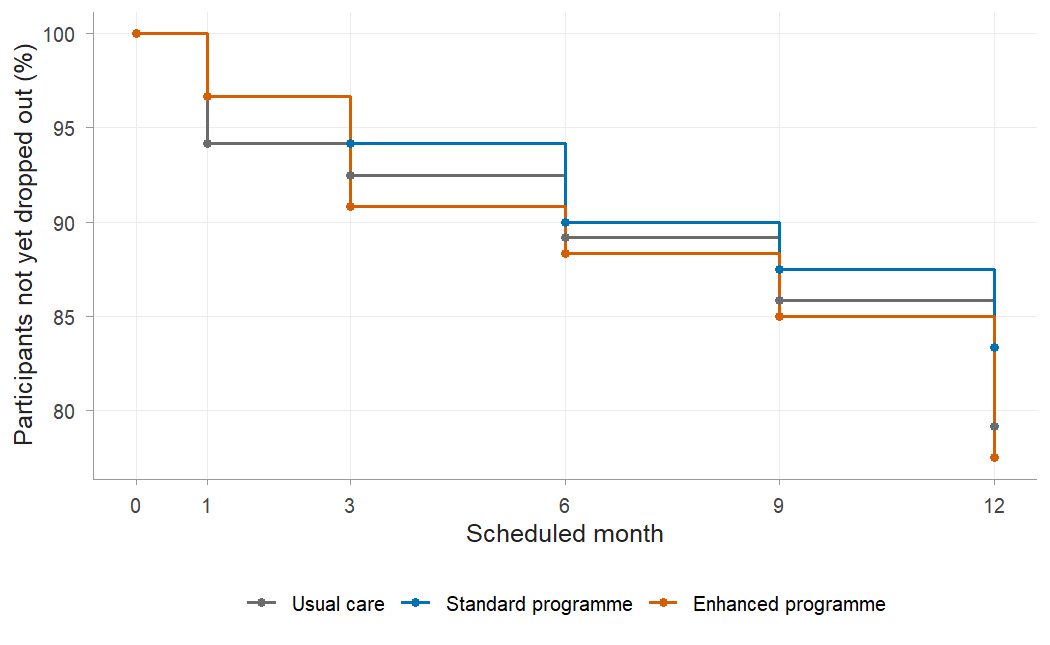 Participants not yet dropped out (%)
100
95
90
85
80
0 1 3 6 9 12
Scheduled month
Usual care Standard programme Enhanced programme